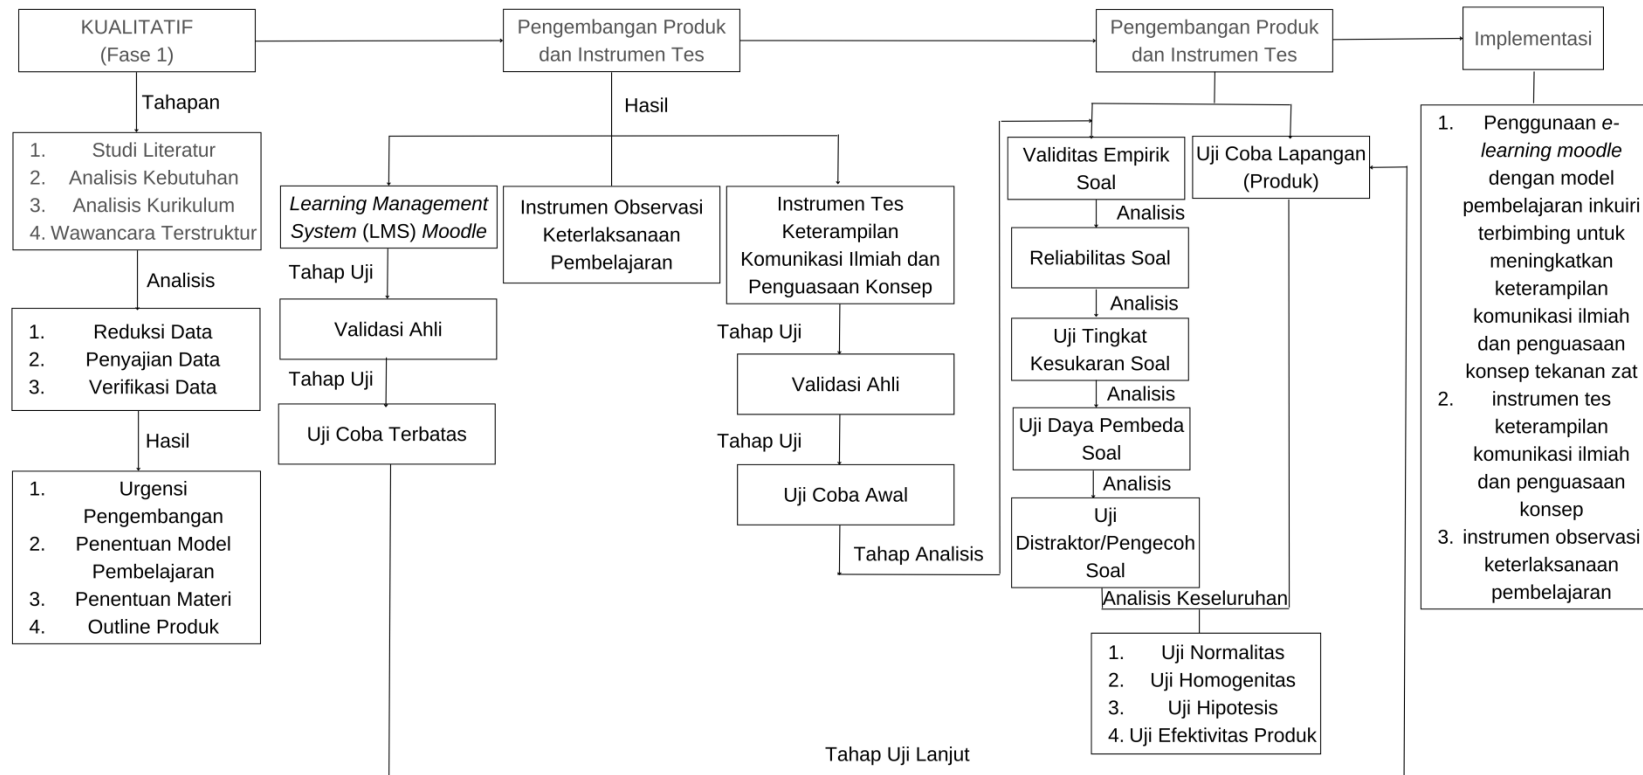 KUALITATIF
(Fase 1)
Tahapan
1. Studi Literatur
2. Analisis Kebutuhan
3. Analisis Kurikulum
4. Wawancara Terstruktur
Analisis
1. Reduksi Data
2. Penyajian Data
3. Verifikasi Data
Hasil
1. Urgensi
Pengembangan
2. Penentuan Model
Pembelajaran
3. Penentuan Materi
4. Outline Produk
Pengembangan Produk
dan Instrumen Tes
Hasil
Learning Management
System (LMS) Moodle
Tahap Uji
Validasi Ahli
Tahap Uji
Uji Coba Terbatas
Instrumen Observasi
Keterlaksanaan
Pembelajaran
Instrumen Tes
Keterampilan
Komunikasi Ilmiah dan
Penguasaan Konsep
Tahap Uji
Validasi Ahli
Tahap Uji
Uji Coba Awal
Tahap Analisis
Tahap Uji Lanjut
Pengembangan Produk
dan Instrumen Tes
Validitas Empirik
Soal
Analisis
Reliabilitas Soal
Analisis
Uji Tingkat
Kesukaran Soal
Analisis
Uji Daya Pembeda
Soal
Analisis
Uji
Distraktor/Pengecoh
Soal
Uji Coba Lapangan
(Produk)
Analisis Keseluruhan
1. Uji Normalitas
2. Uji Homogenitas
3. Uji Hipotesis
4. Uji Efektivitas Produk
Implementasi
1. Penggunaan e-
learning moodle
dengan model
pembelajaran inkuiri
terbimbing untuk
meningkatkan
keterampilan
komunikasi ilmiah
dan penguasaan
konsep tekanan zat
2. instrumen tes
keterampilan
komunikasi ilmiah
dan penguasaan
konsep
3. instrumen observasi
keterlaksanaan
pembelajaran